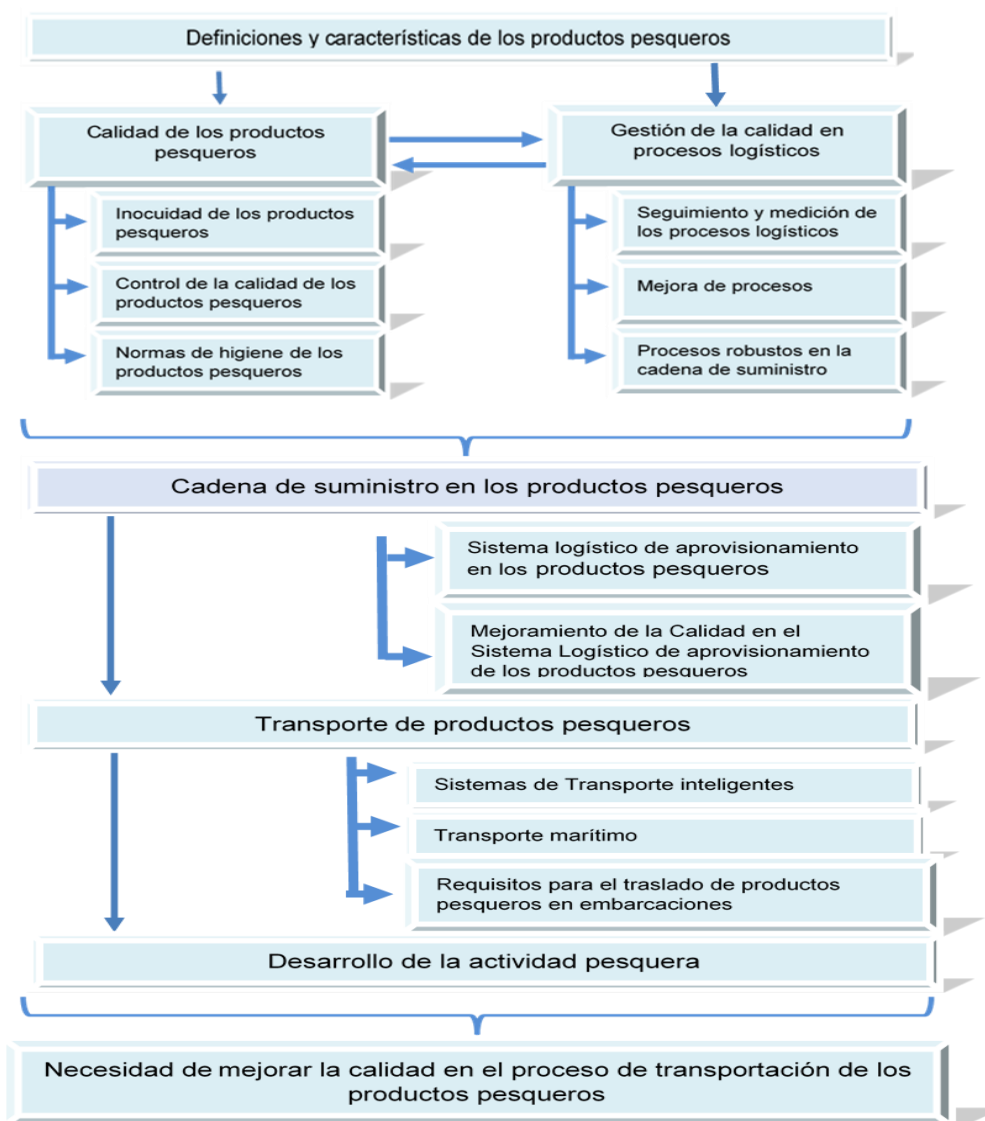 Definiciones y características de los productos pesqueros
Calidad de los productos
pesqueros
Gestión de la calidad en
procesos logísticos
Inocuidad de los productos
pesqueros
Control de la calidad de los
productos pesqueros
Normas de higiene de los
productos pesqueros
Seguimiento y medición de
los procesos logísticos
Mejora de procesos
Procesos robustos en la
cadena de suministro
Cadena de suministro en los productos pesqueros
Sistema logístico de aprovisionamiento
en los productos pesqueros
Mejoramiento de la Calidad en el
Sistema Logístico de aprovisionamiento
de los productos pesqueros
Transporte de productos pesqueros
Sistemas de Transporte inteligentes
Transporte marítimo
Requisitos para el traslado de productos
pesqueros en embarcaciones
Desarrollo de la actividad pesquera
Necesidad de mejorar la calidad en el proceso de transportación de los
productos pesqueros